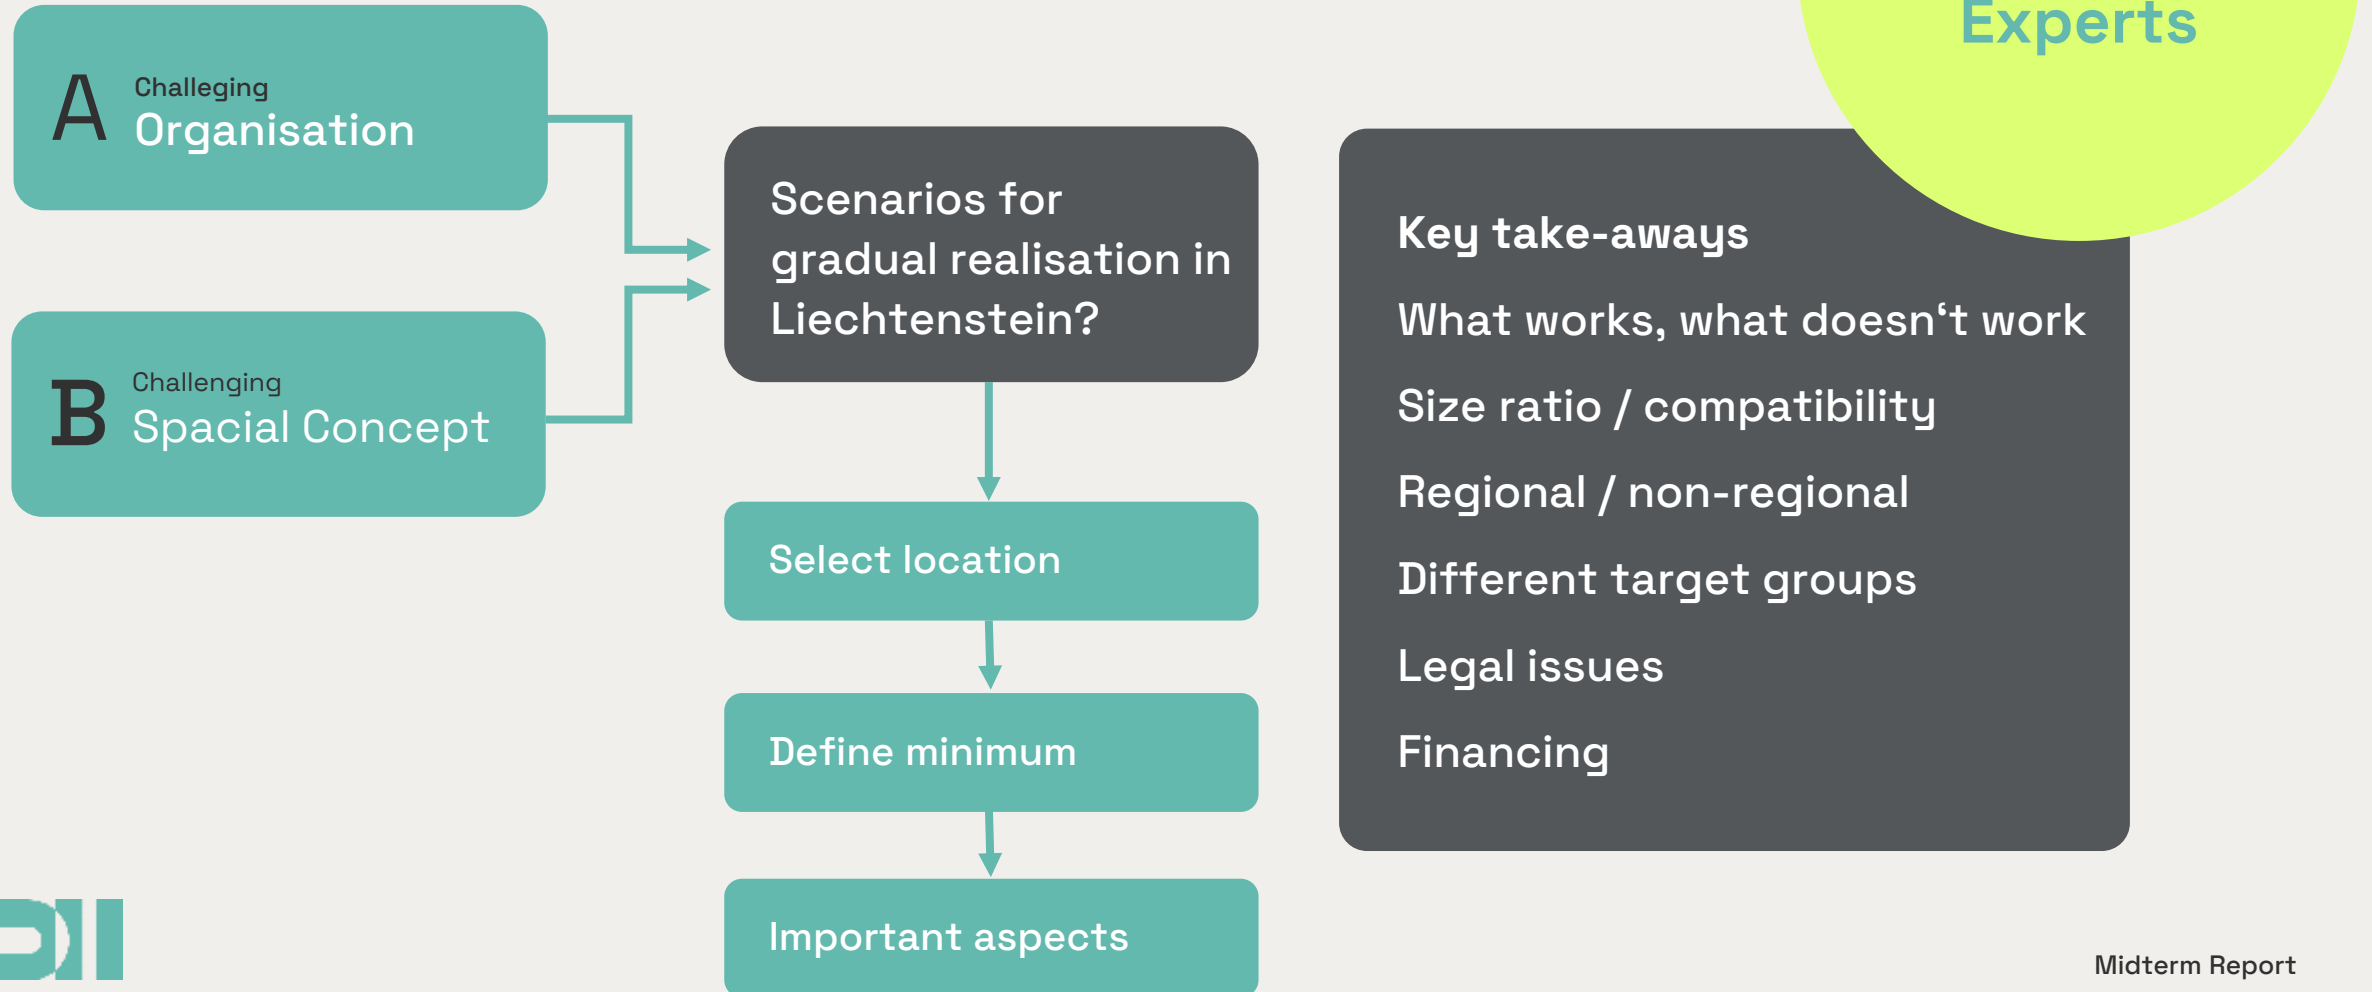 A
Challeging
Organisation
B
Challenging
Spacial Concept
Scenarios for
gradual realisation in
Liechtenstein?
Select location
Define minimum
Important aspects
Experts
Key take-aways
What works, what doesn‘t work
Size ratio / compatibility
Regional / non-regional
Different target groups
Legal issues
Financing
Midterm Report